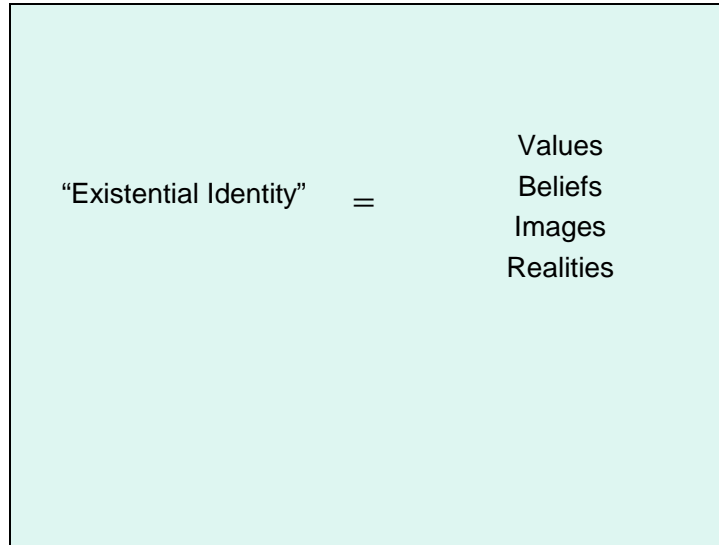 “Existential Identity” =
Values
Beliefs
Images
Realities